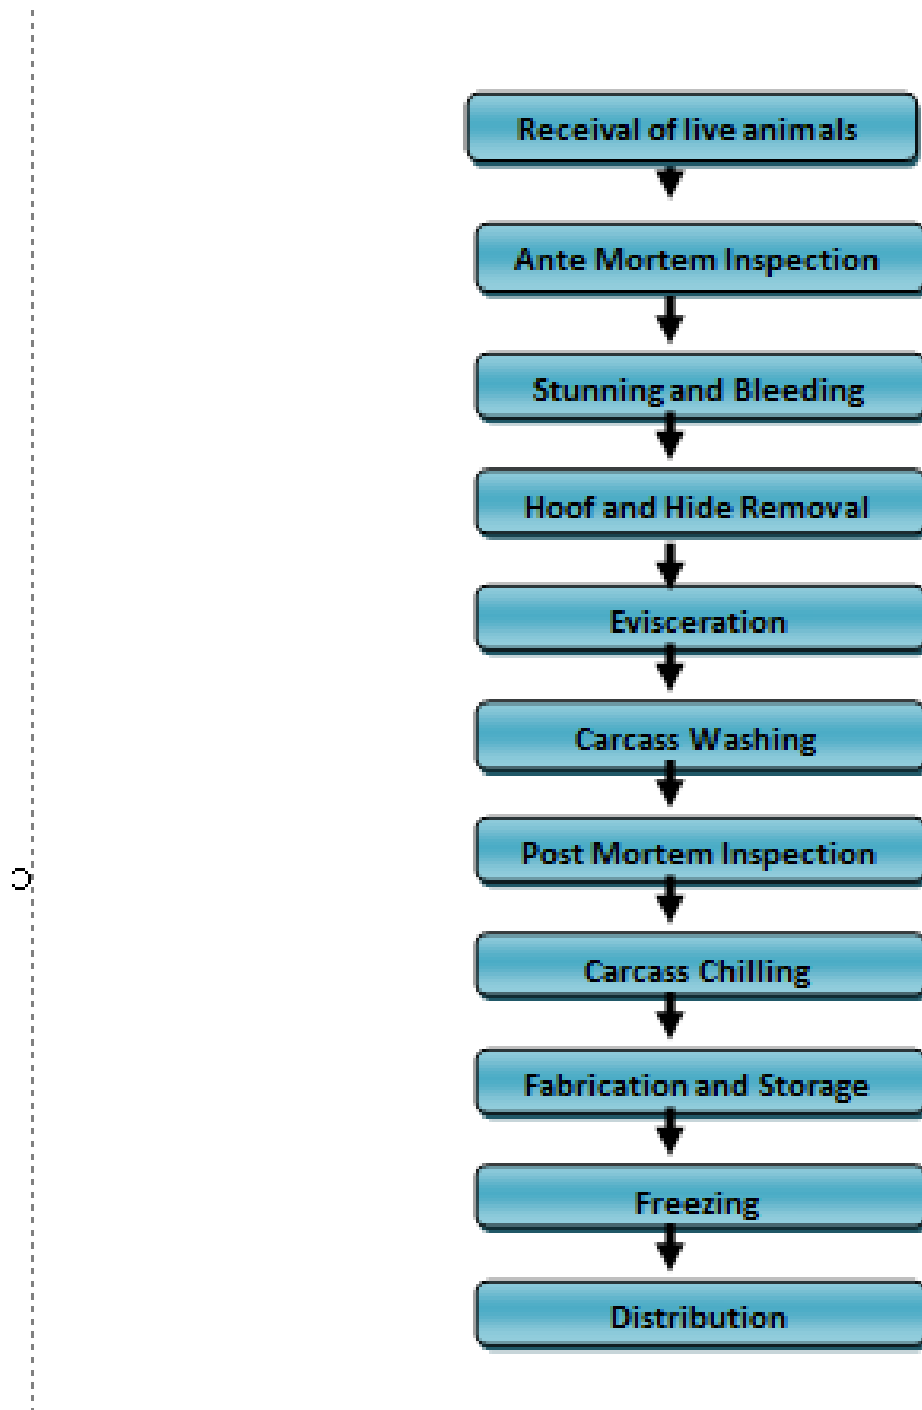 Receival of live animals
Ante Mortem Inspection
Stunning and Bleeding
Hoof and Hide Removal
Evisceration
Carcass Washing
Post Mortem Inspection
Carcass Chilling
Fabrication and Storage
Freezing
Distribution